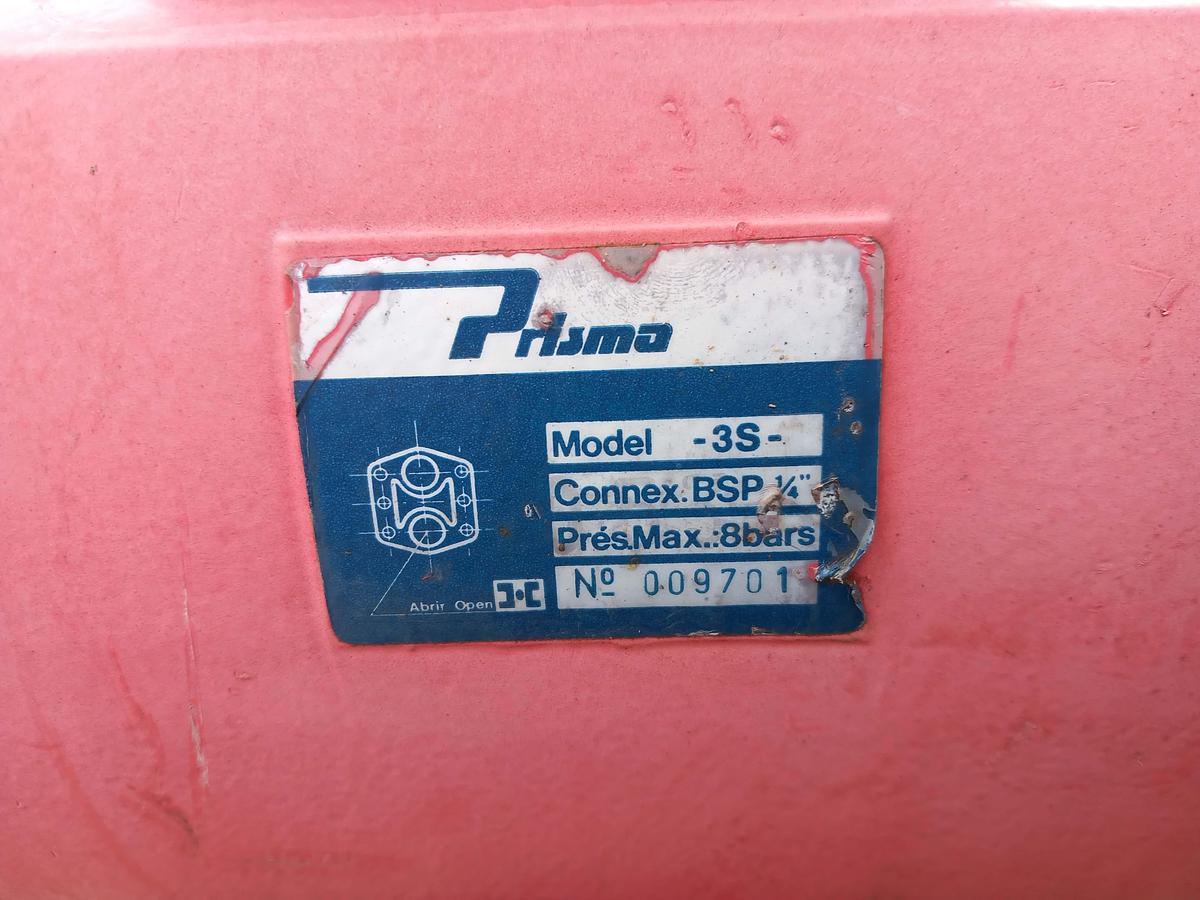 Prisma
Model -3S-
Connex. BSP ¼"
Prés.Max.:8bars
Nº 009701
Abrir Open